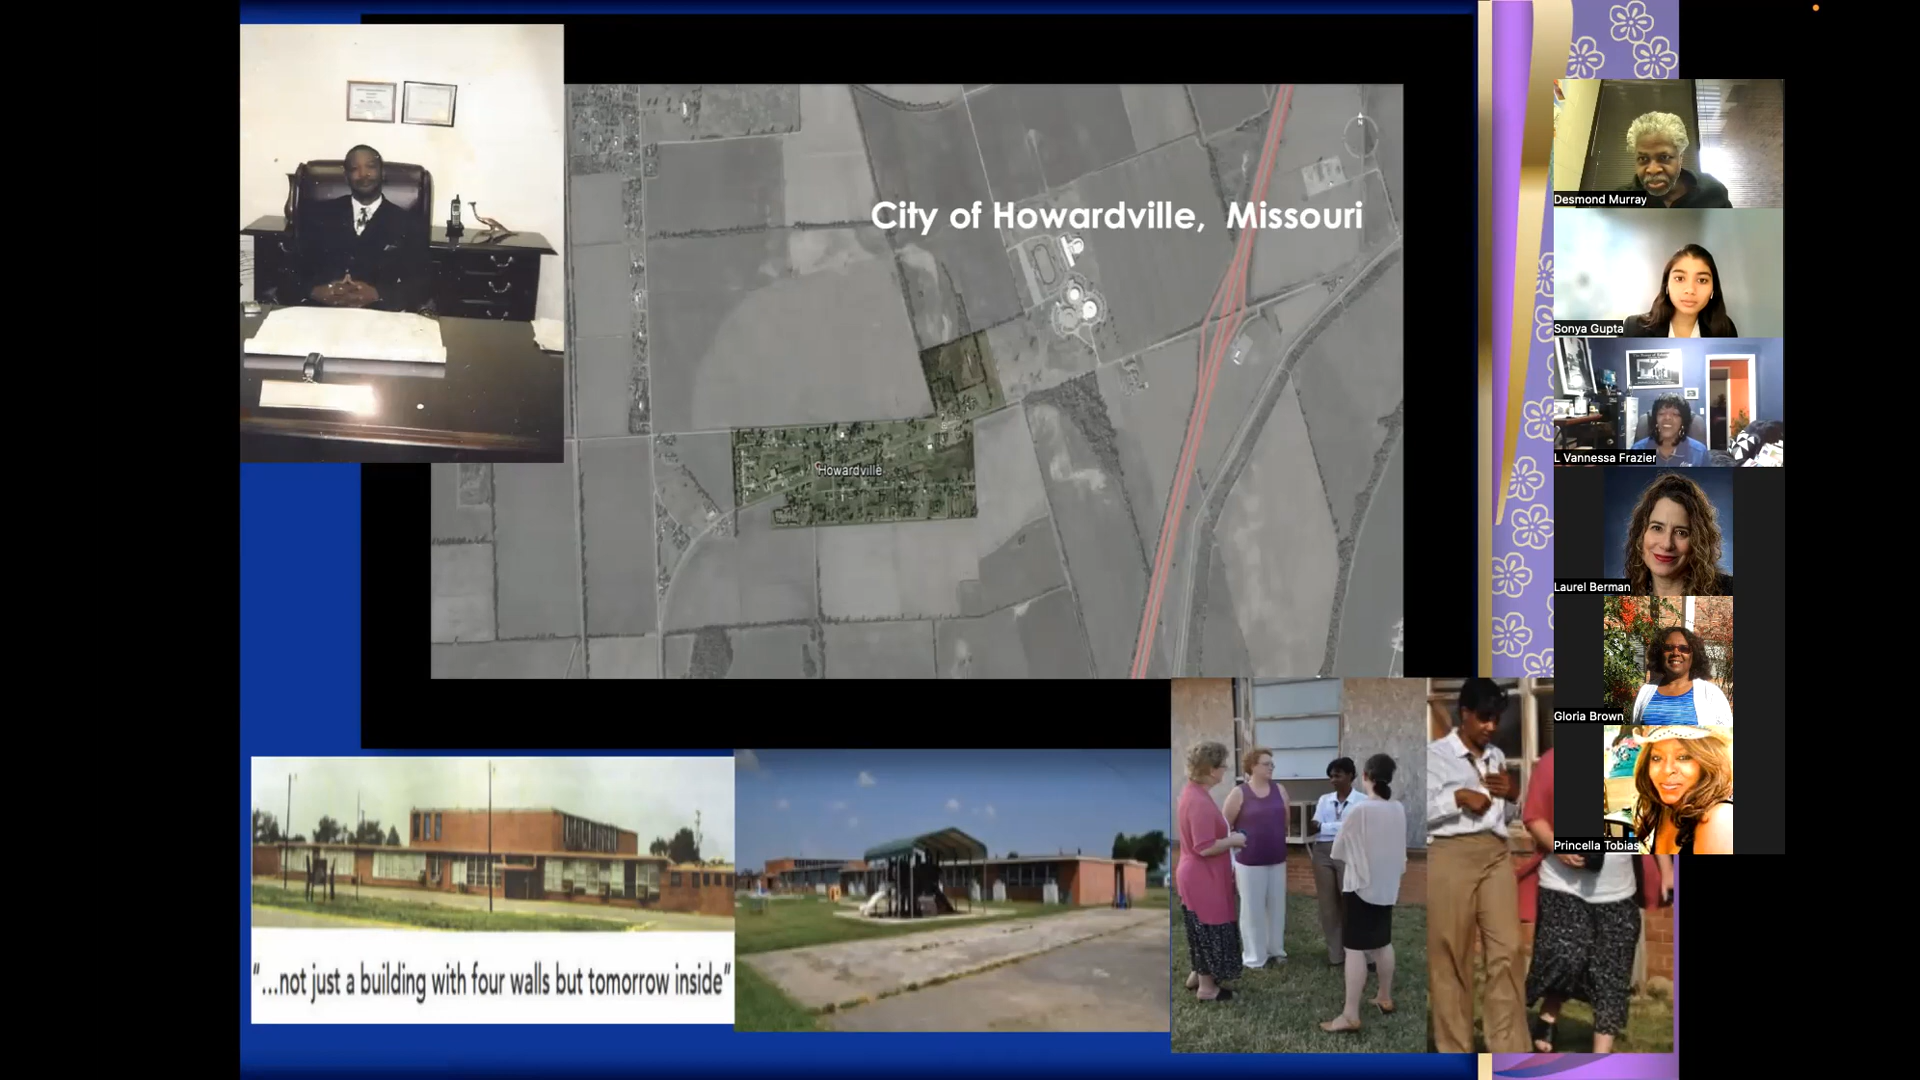 City of Howardville, Missouri
N
Howardville
"...not just a building with four walls but tomorrow inside"
Desmond Murray
Sonya Gupta
L Vannessa Frazier
Laurel Berman
Gloria Brown
Princella Tobias